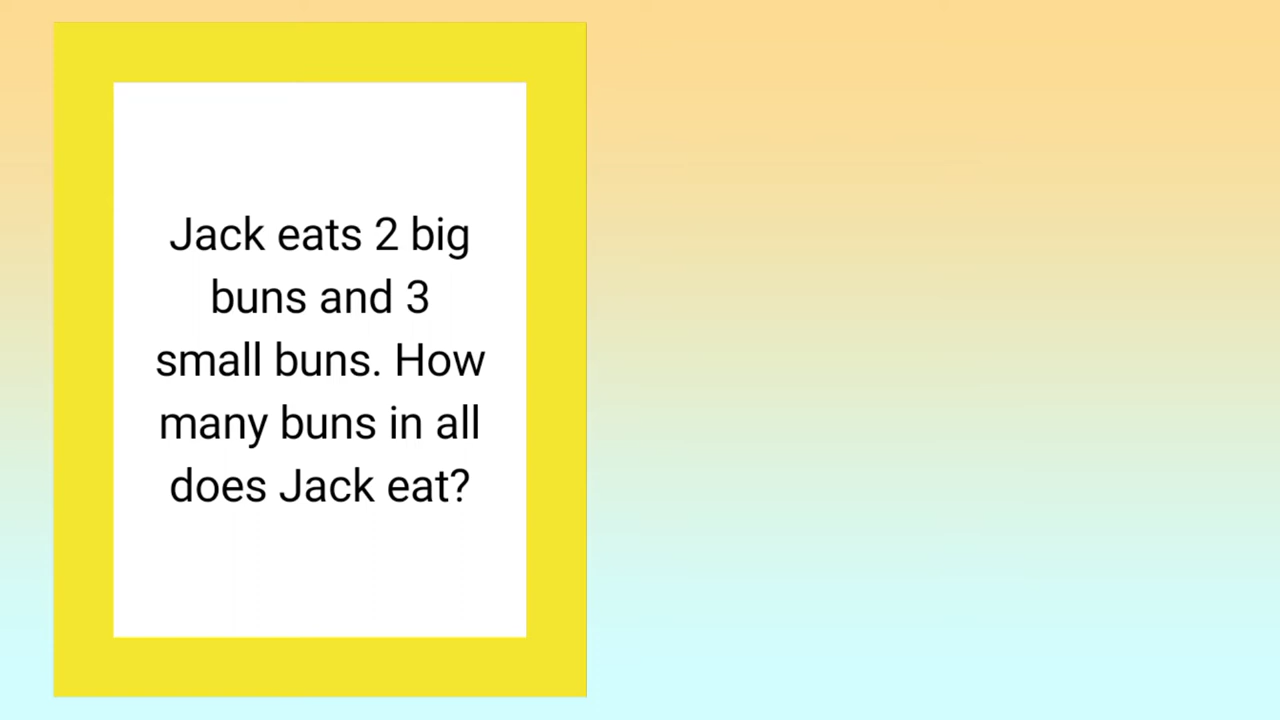 Jack eats 2 big
buns and 3
small buns. How
many buns in all
does Jack eat?